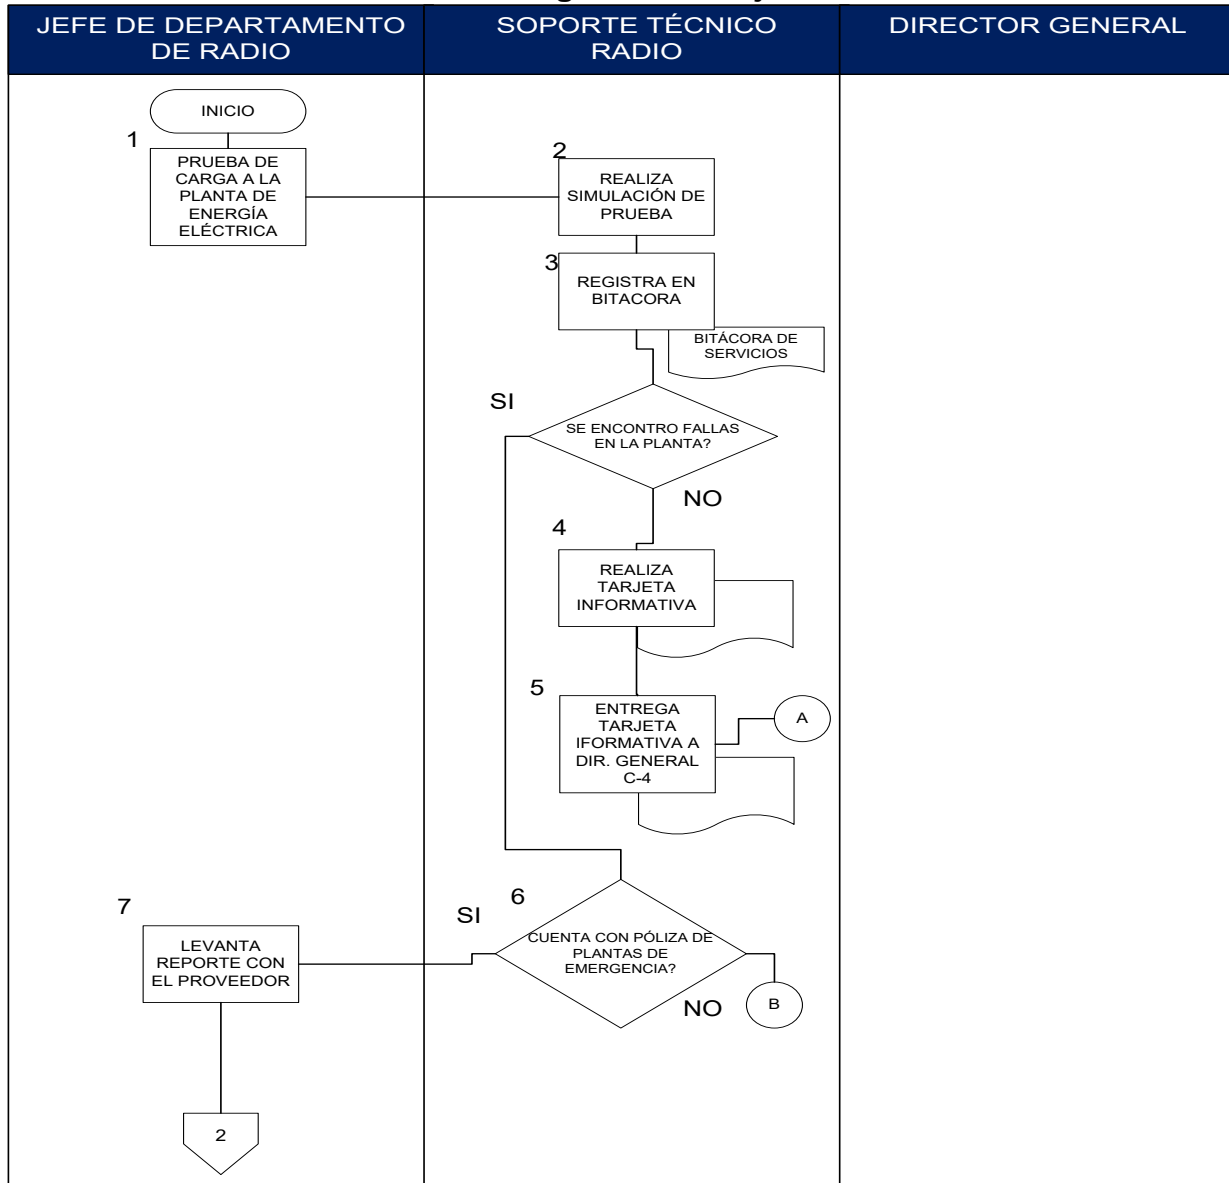 JEFE DE DEPARTAMENTO
DE RADIO
SOPORTE TÉCNICO
RADIO
DIRECTOR GENERAL
INICIO
1
PRUEBA DE
CARGA A LA
PLANTA DE
ENERGÍA
ELÉCTRICA
2
REALIZA
SIMULACIÓN DE
PRUEBA
3
REGISTRA EN
BITACORA
BITÁCORA DE
SERVICIOS
SI
SE ENCONTRO FALLAS
EN LA PLANTA?
NO
4
REALIZA
TARJETA
INFORMATIVA
5
ENTREGA
TARJETA
IFORMATIVA A
DIR. GENERAL
C-4
A
6
CUENTA CON PÓLIZA DE
PLANTAS DE
EMERGENCIA?
SI
NO
B
7
LEVANTA
REPORTE CON
EL PROVEEDOR
2